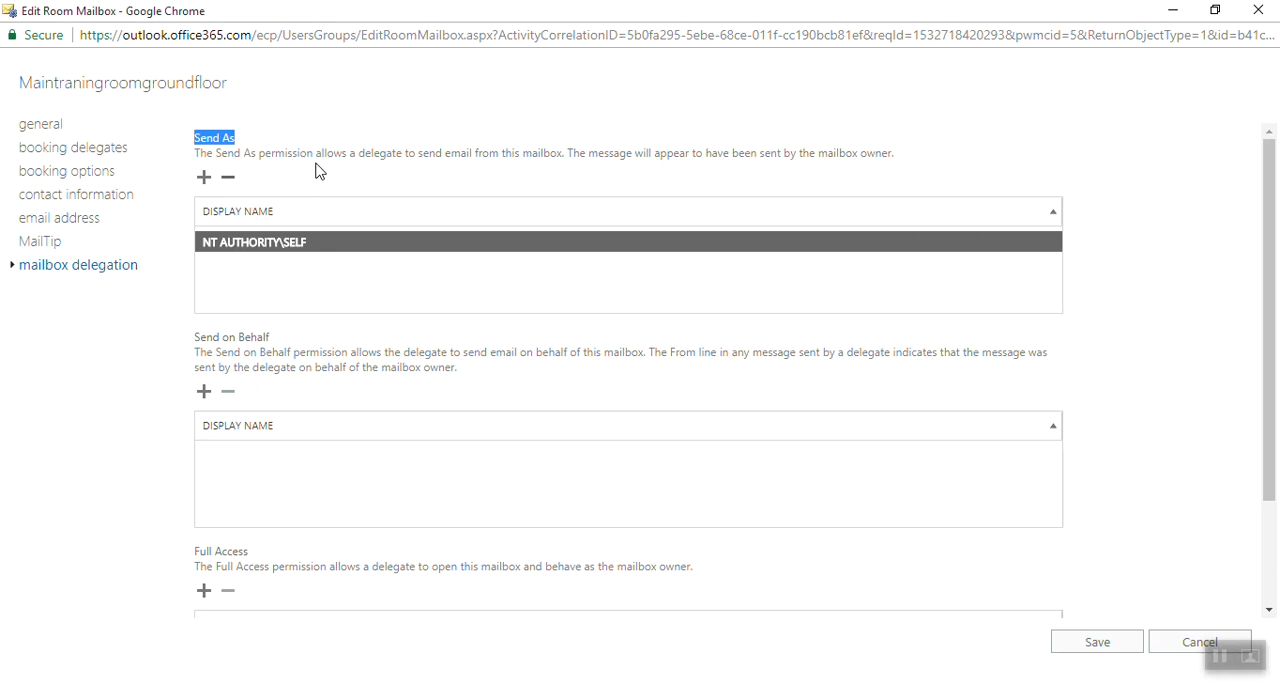 Edit Room Mailbox - Google Chrome
Secure | https://outlook.office365.com/ecp/UsersGroups/EditRoomMailbox.aspx?ActivityCorrelationID=5b0fa295-5ebe-68ce-011f-cc190bcb81ef&reqId=1532718420293&pwmcid=5&ReturnObjectType=1&id=b41c...
Maintraningroomgroundfloor
general
booking delegates
booking options
contact information
email address
MailTip
mailbox delegation
Send As
The Send As permission allows a delegate to send email from this mailbox. The message will appear to have been sent by the mailbox owner.
DISPLAY NAME
NT AUTHORITY\SELF
Send on Behalf
The Send on Behalf permission allows the delegate to send email on behalf of this mailbox. The From line in any message sent by a delegate indicates that the message was
sent by the delegate on behalf of the mailbox owner.
DISPLAY NAME
Full Access
The Full Access permission allows a delegate to open this mailbox and behave as the mailbox owner.
Save
Cancel